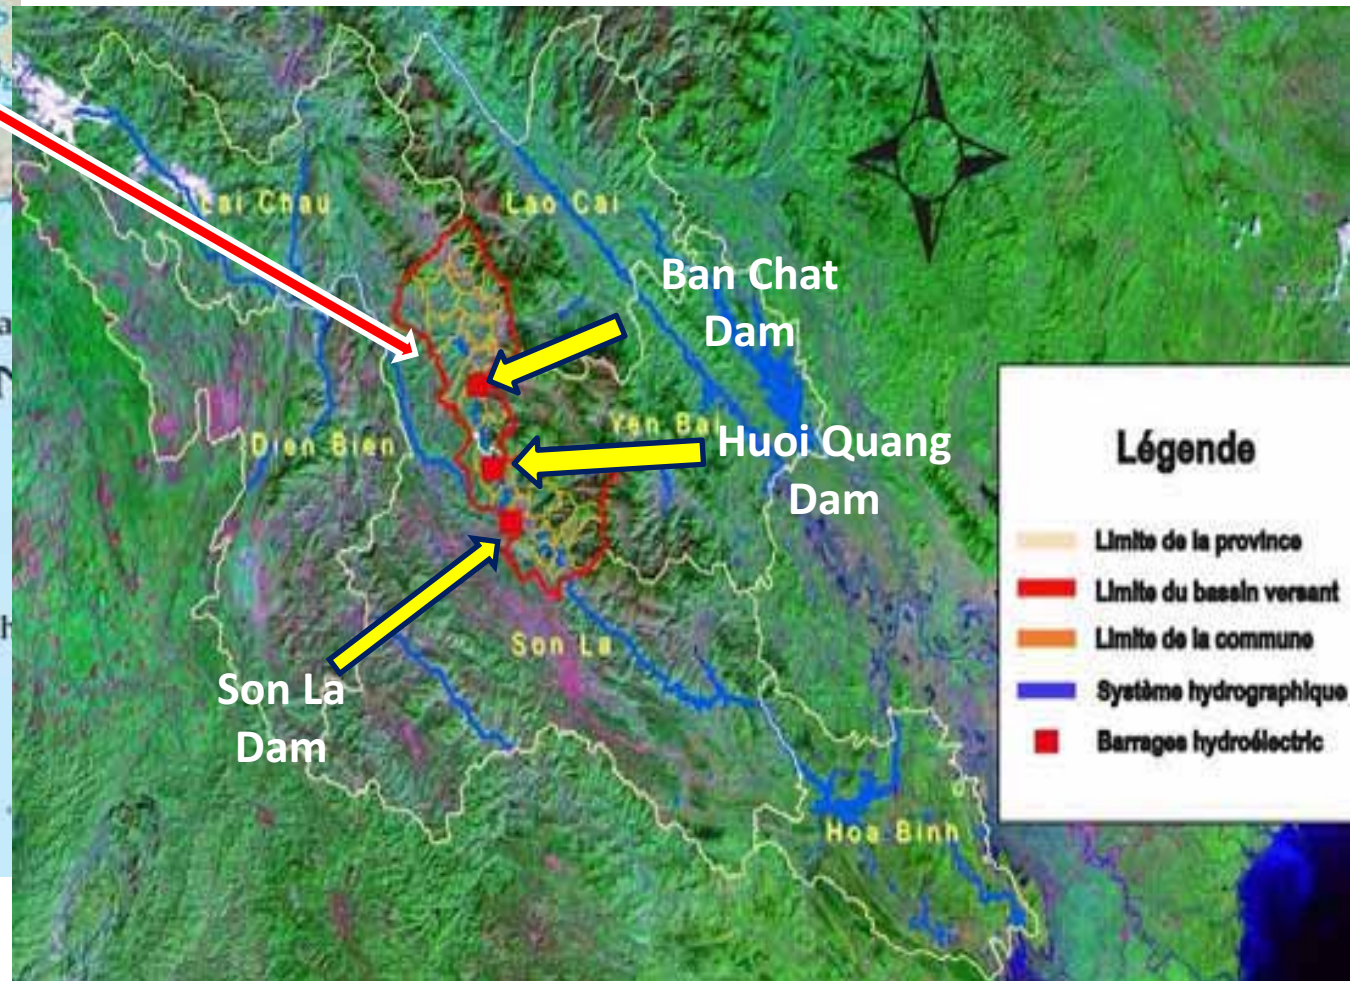 N
Lai Chau
Lao Cai
Ban Chat
Dam
Yen Bai
Dien Bien
Huoi Quang
Dam
Légende
Limite de la province
Limite du bassin versant
Limite de la commune
Système hydrographique
Barrages hydroélectric
Son La
Son La
Dam
Hoa Binh